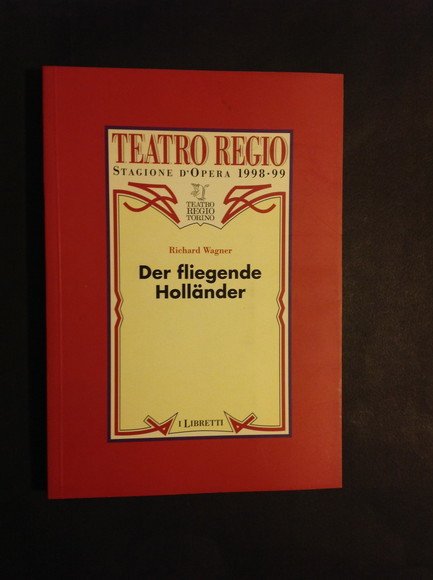 TEATRO REGIO
STAGIONE D'OPERA 1998-99
TEATRO
REGIO
TORINO
Richard Wagner
Der fliegende
Holländer
I LIBRETTI